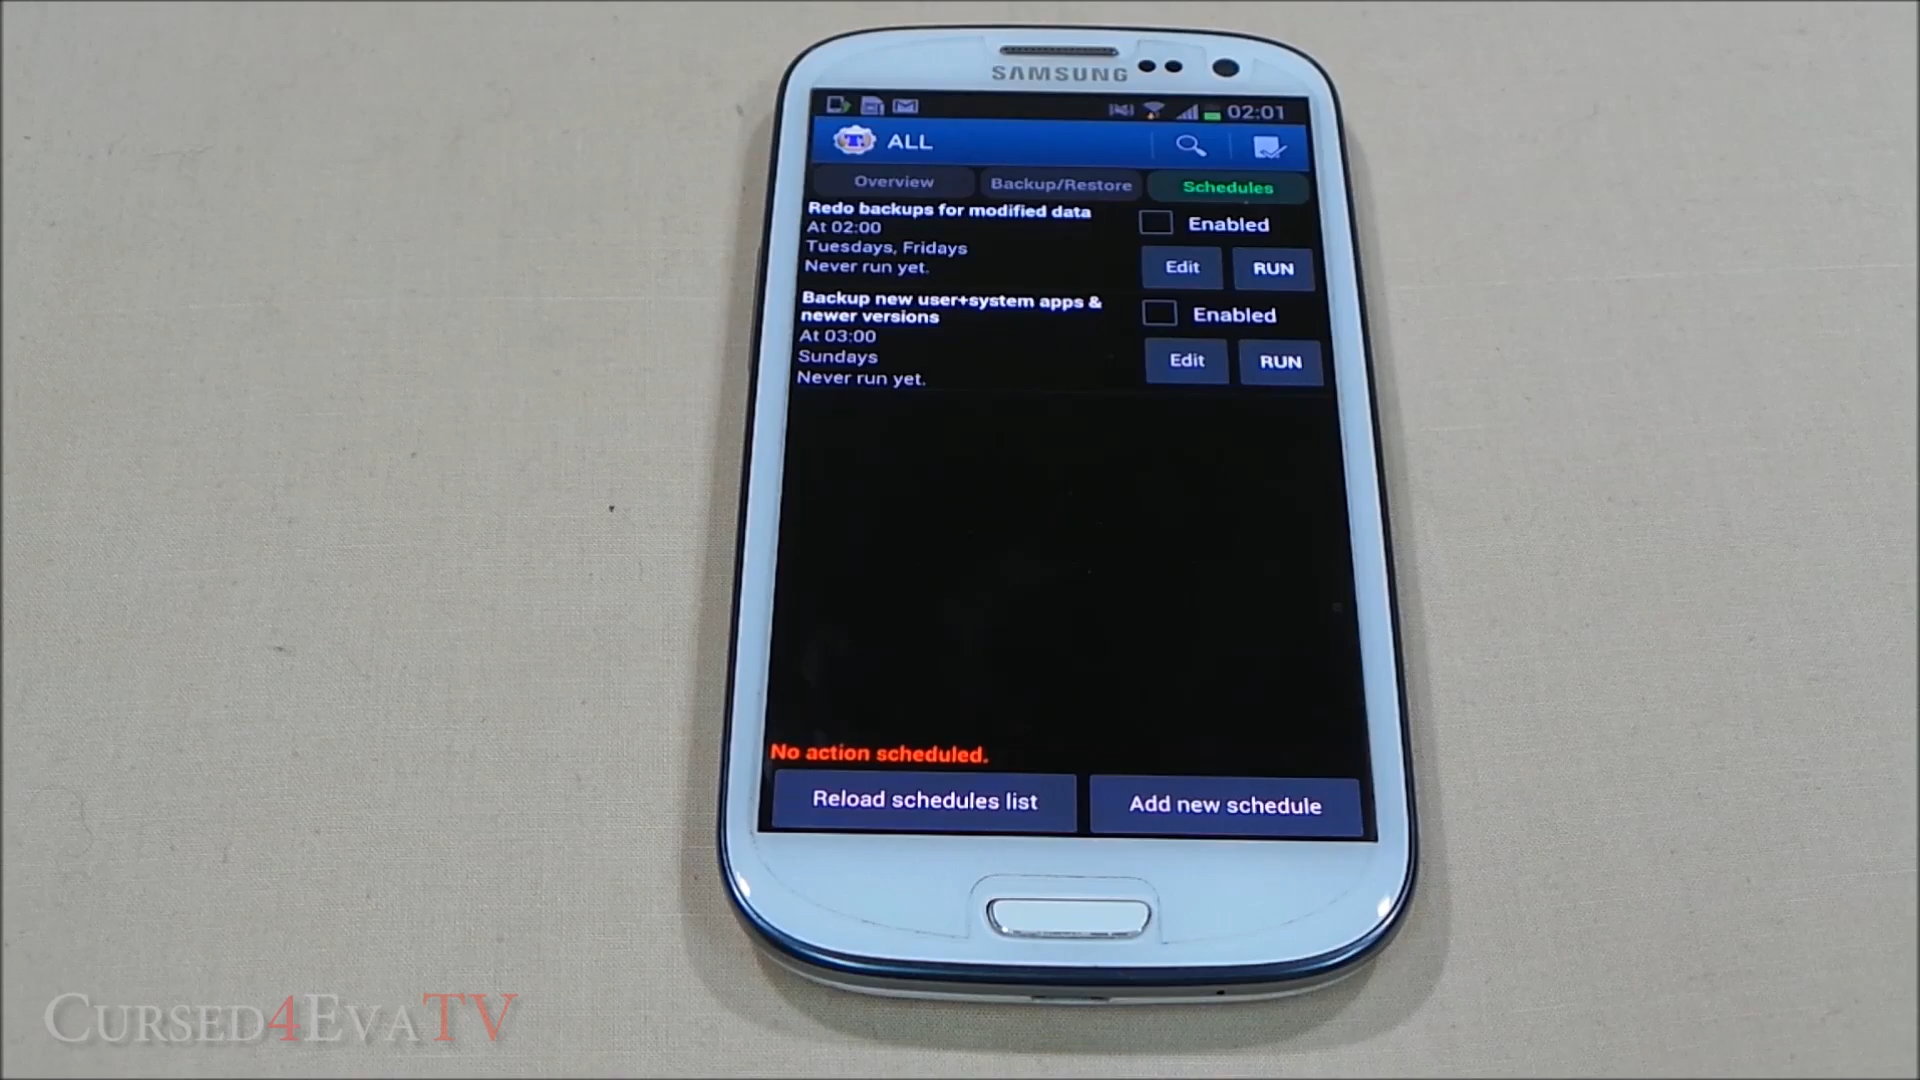 SAMSUNG
02:01
ALL
Overview
Backup/Restore
Schedules
Redo backups for modified data
At 02:00
Tuesdays, Fridays
Never run yet.
Enabled
Edit
RUN
Backup new user+system apps &
newer versions
At 03:00
Sundays
Never run yet.
Enabled
Edit
RUN
No action scheduled.
Reload schedules list
Add new schedule
CURSED4EVATV